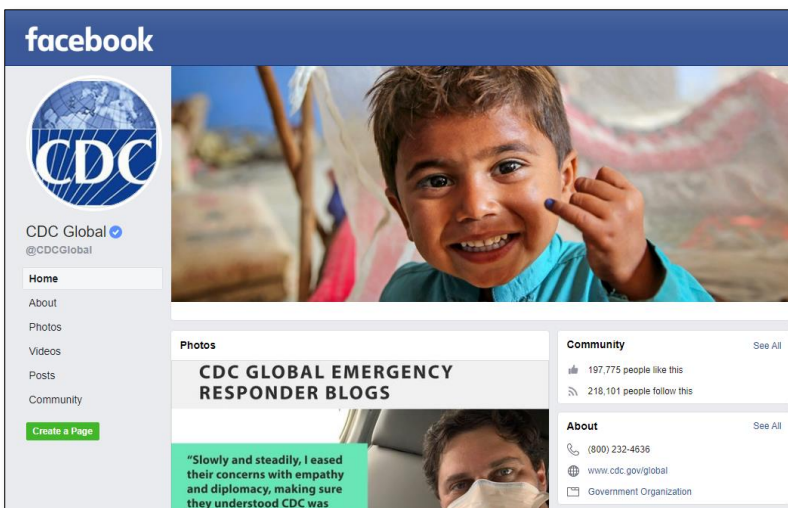 facebook
CDC
CDC Global
@CDCGlobal
Home
About
Photos
Videos
Posts
Community
Create a Page
Photos
CDC GLOBAL EMERGENCY
RESPONDER BLOGS
"Slowly and steadily, I eased
their concerns with empathy
and diplomacy, making sure
they understood CDC was
Community
See All
197,775 people like this
218,101 people follow this
About
See All
(800) 232-4636
www.cdc.gov/global
Government Organization